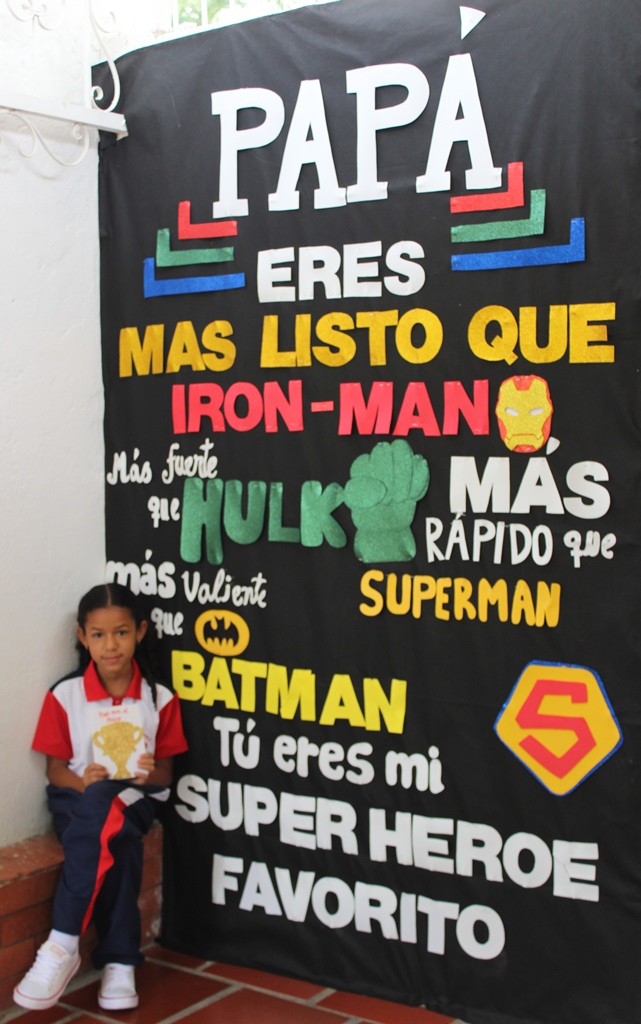 PAPÁ
ERES
MAS LISTO QUE
IRON-MAN
Más fuerte
que
HULK
MÁS
RÁPIDO que
SUPERMAN
más valiente
que
BATMAN
S
Tú eres mi
SUPER HEROE
FAVORITO